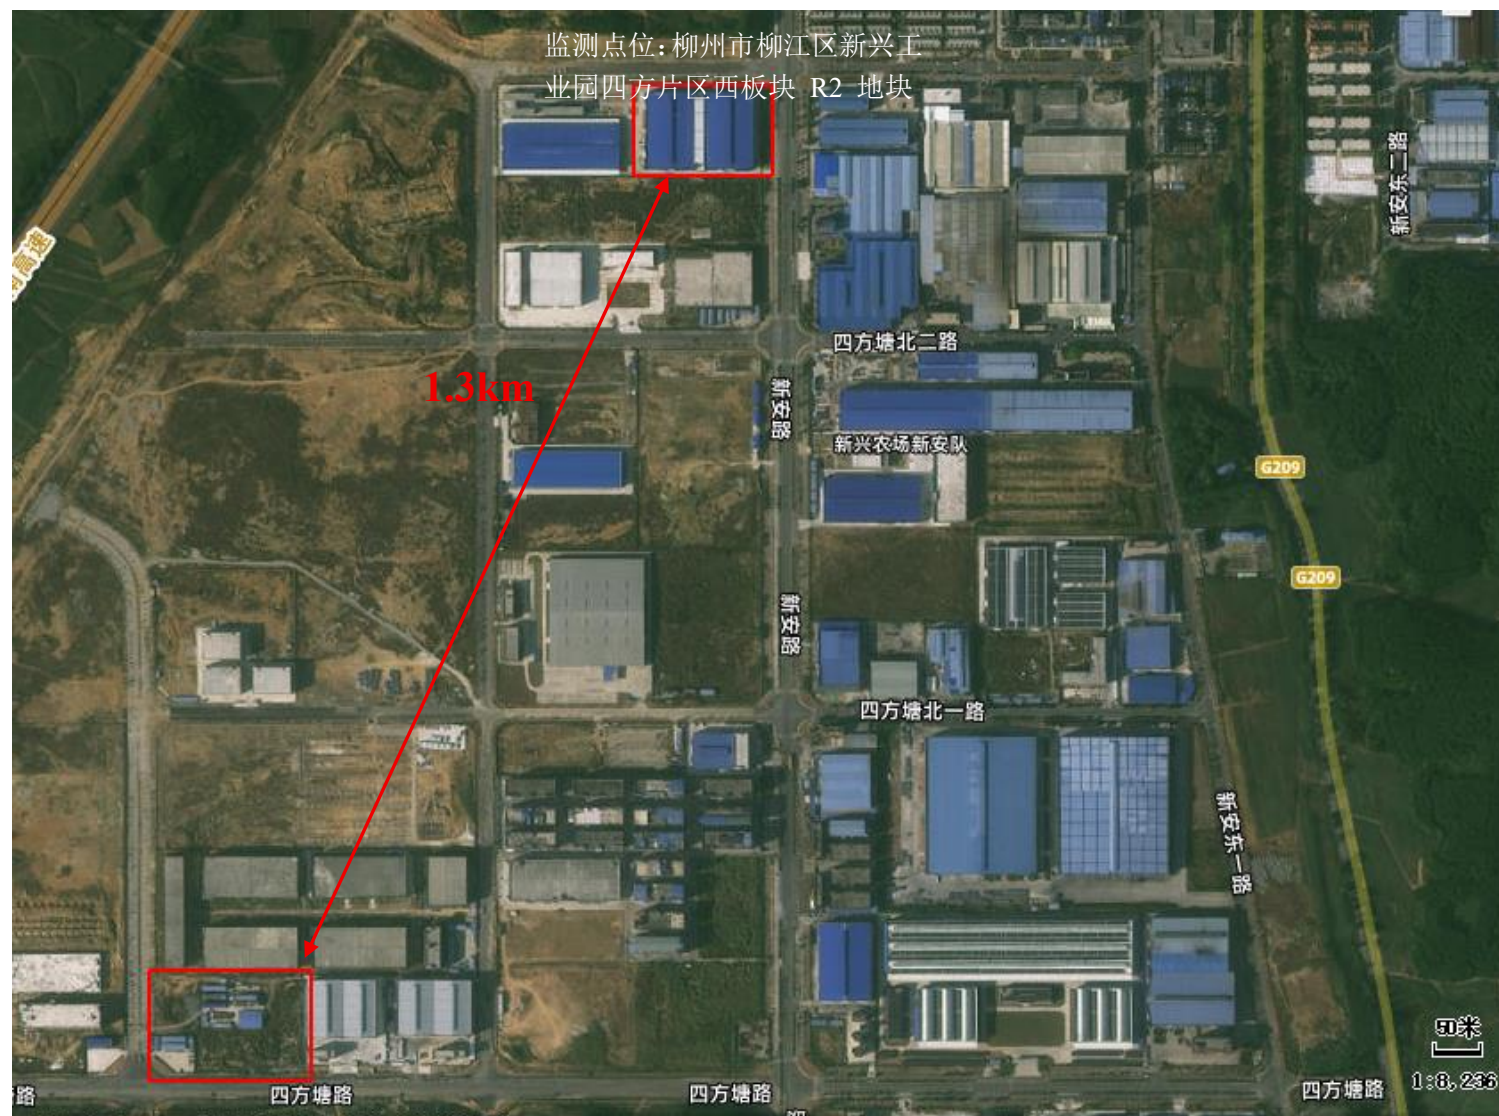 监测点位:柳州市柳江区新兴工
业园四方片区西板块 R2 地块
新安东二路
南高速
四方塘北二路
1.3km
新安路
新兴农场新安队
G209
G209
新安路
四方塘北一路
新安东一路
50米
1:8,236
路
四方塘路
四方塘路
四方塘路